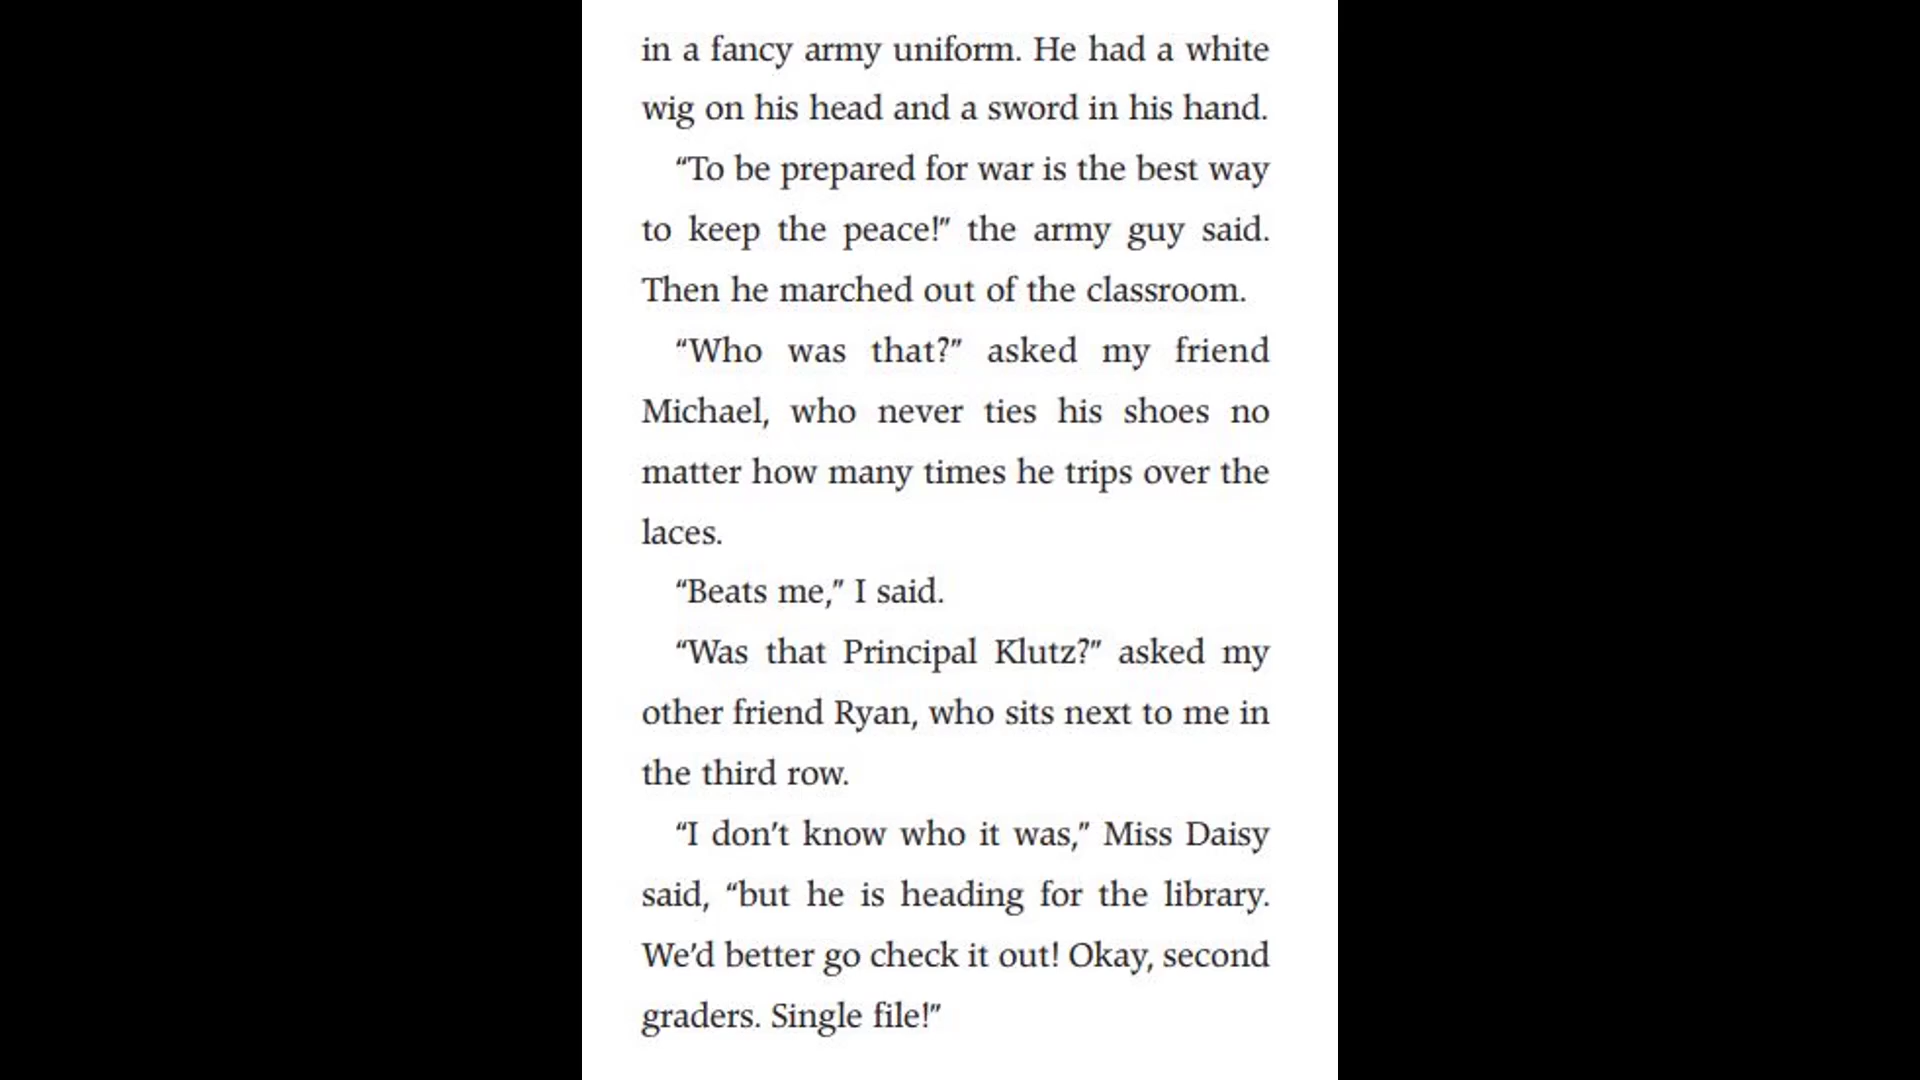 in a fancy army uniform. He had a white
wig on his head and a sword in his hand.
“To be prepared for war is the best way
to keep the peace!” the army guy said.
Then he marched out of the classroom.
“Who was that?” asked my friend
Michael, who never ties his shoes no
matter how many times he trips over the
laces.
“Beats me,” I said.
“Was that Principal Klutz?” asked my
other friend Ryan, who sits next to me in
the third row.
“I don’t know who it was,” Miss Daisy
said, “but he is heading for the library.
We’d better go check it out! Okay, second
graders. Single file!”